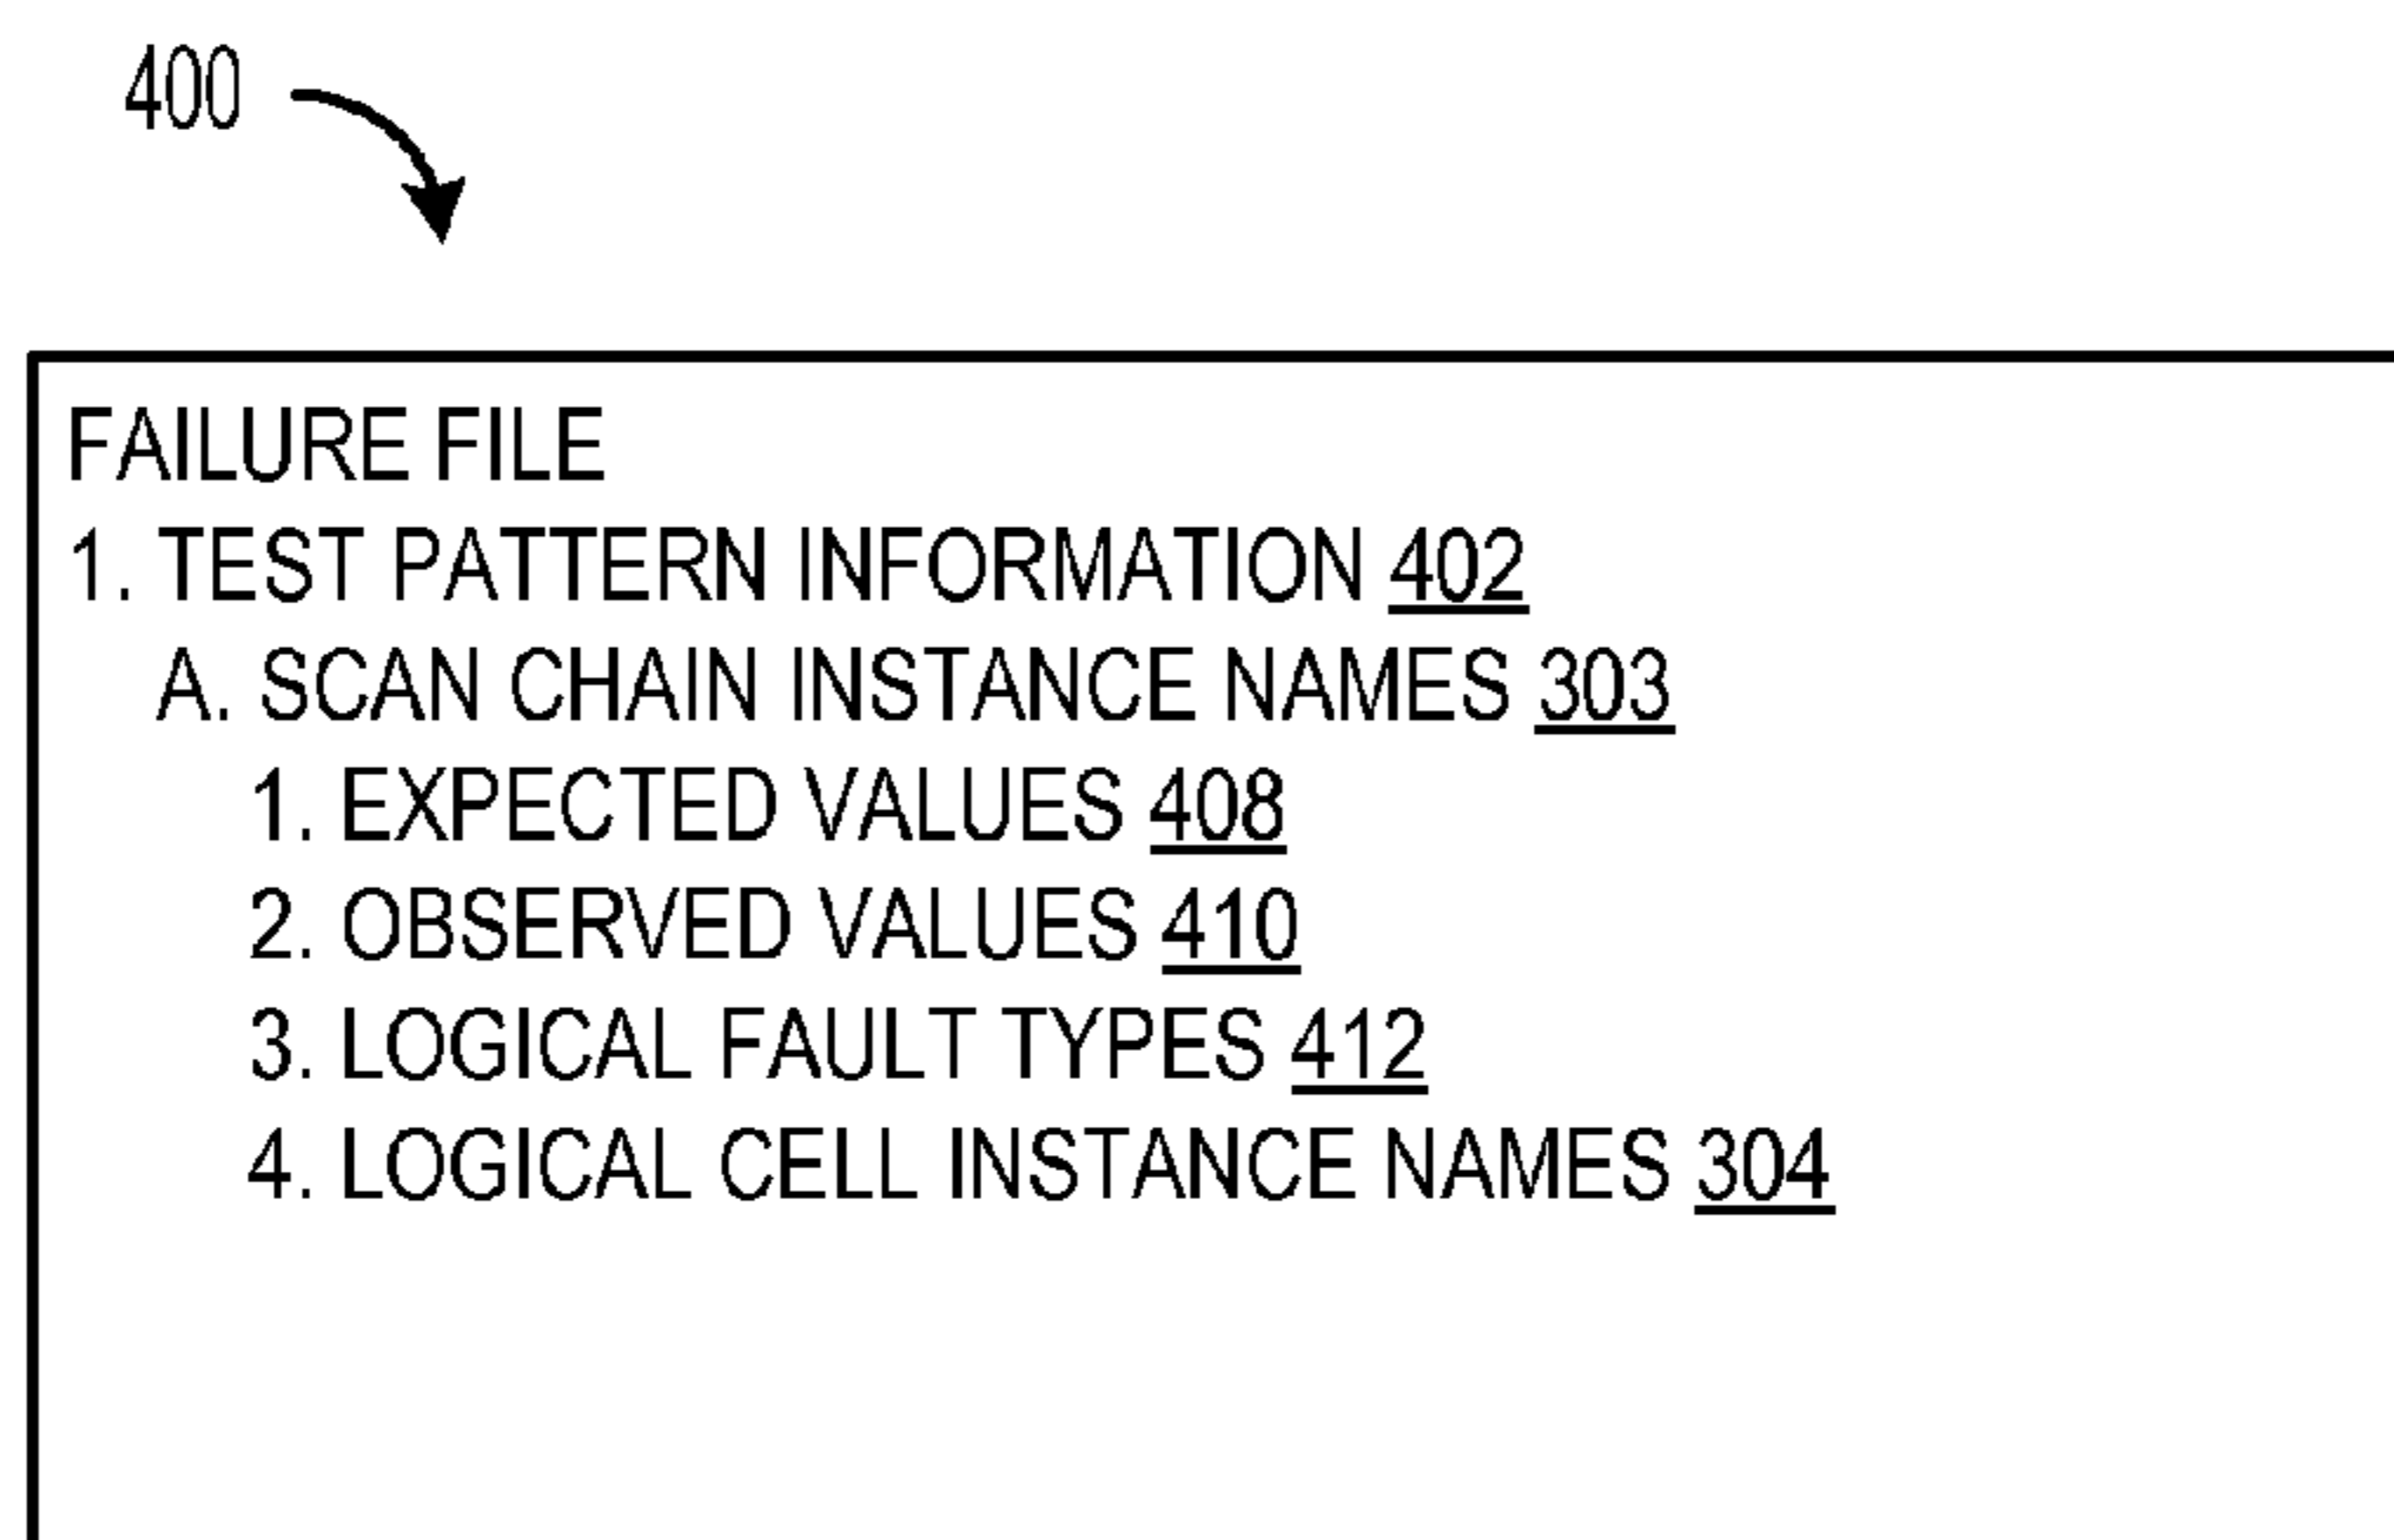 400
FAILURE FILE
1. TEST PATTERN INFORMATION 402
A. SCAN CHAIN INSTANCE NAMES 303
1. EXPECTED VALUES 408
2. OBSERVED VALUES 410
3. LOGICAL FAULT TYPES 412
4. LOGICAL CELL INSTANCE NAMES 304